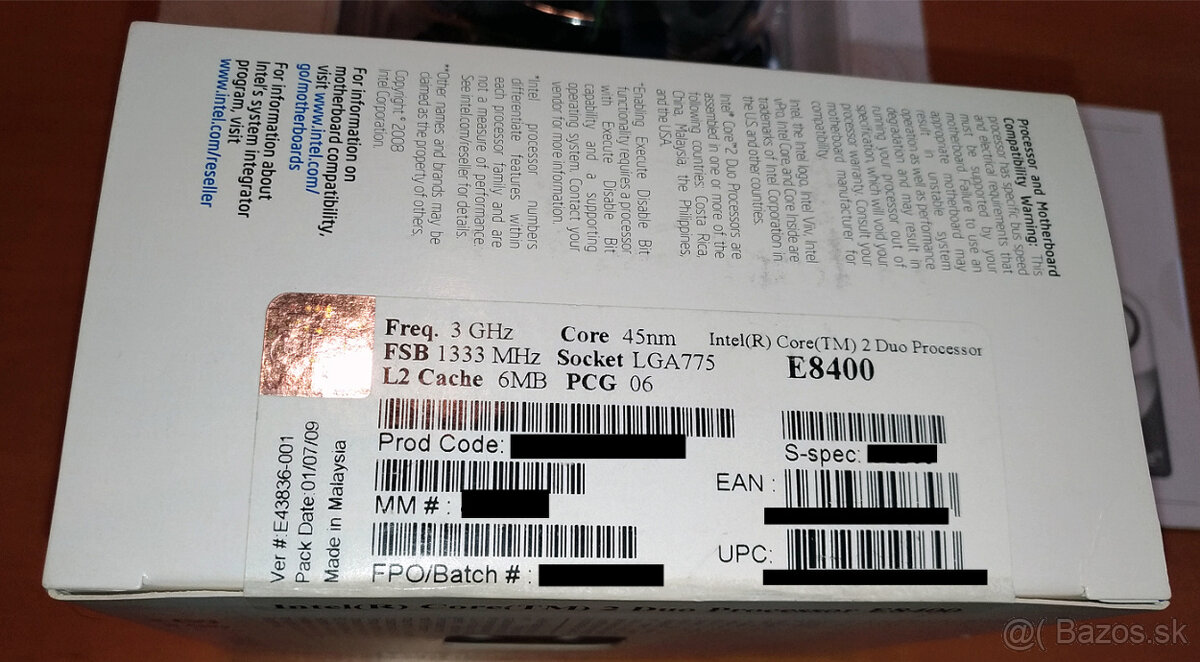 Processor and Motherboard
Compatibility Warning: This
processor has specific bus speed
and electrical requirements that
must be supported by your
motherboard. Failure to use an
appropriate motherboard may
result in unstable system
operation as well as performance
degradation and may result in
running your processor out of
specification which will void your
processor warranty. Consult your
motherboard manufacturer for
compatibility.
Intel, the Intel logo, Intel Viiv, Intel
vPro, Intel Core, and Core Inside are
trademarks of Intel Corporation in
the U.S. and other countries.
Intel® Core™2 Duo Processors are
assembled in one or more of the
following countries: Costa Rica,
China, Malaysia, the Philippines,
and the USA.
*Enabling Execute Disable Bit
functionality requires a processor
with Execute Disable Bit
capability and a supporting
operating system. Contact your
vendor for more information.
*Intel processor numbers
differentiate features within
each processor family and are
not a measure of performance.
See intel.com/reseller for details.
**Other names and brands may be
claimed as the property of others.
Copyright © 2008
Intel Corporation.
For information on
motherboard compatibility,
visit www.intel.com/
go/motherboards
For information about
Intel's system integrator
program, visit
www.intel.com/reseller
Freq. 3 GHz Core 45nm Intel(R) Core(TM) 2 Duo Processor
FSB 1333 MHz Socket LGA775 E8400
L2 Cache 6MB PCG 06
Prod Code:
S-spec:
MM # :
EAN :
FPO/Batch # :
UPC:
Ver #:E43836-001
Pack Date:01/07/09
Made in Malaysia
Intel(R) Core(TM) 2 Duo Processor E8400
@( Bazos.sk